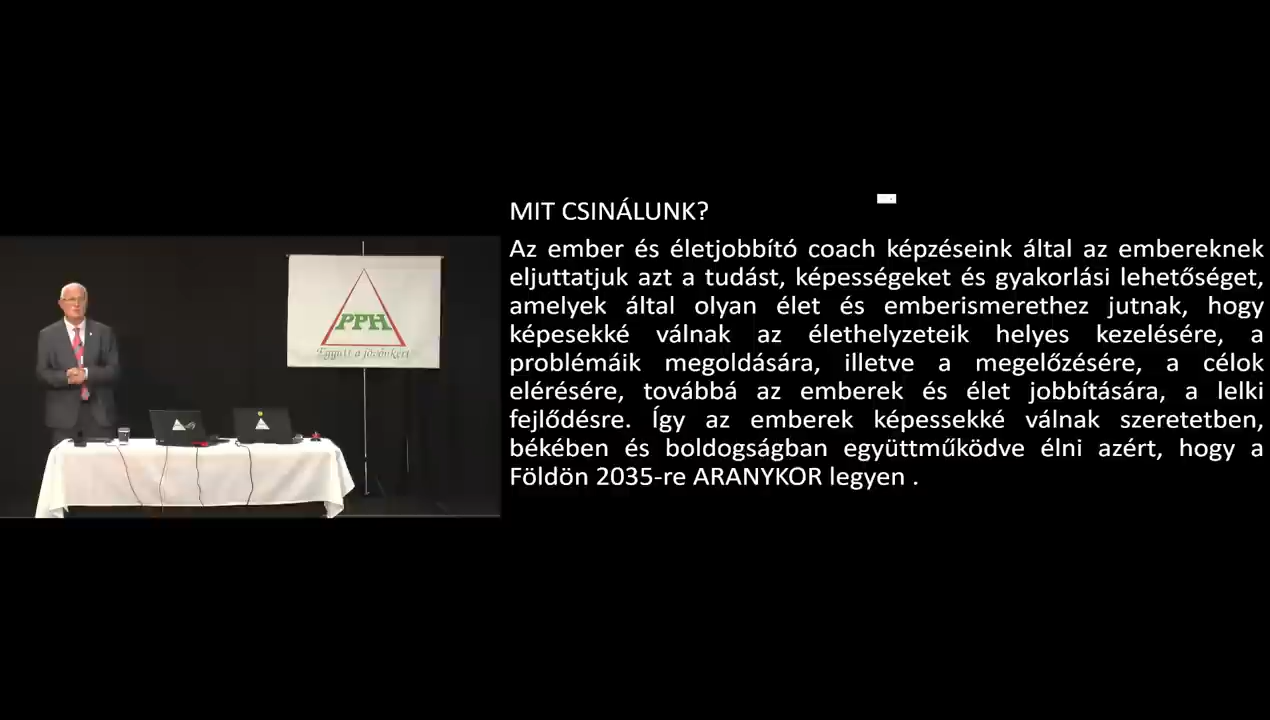 MIT CSINÁLUNK?
Az ember és életjobbító coach képzéseink által az embereknek
eljuttatjuk azt a tudást, képességeket és gyakorlási lehetőséget,
amelyek által olyan élet és emberismerethez jutnak, hogy
képesekké válnak az élethelyzeteik helyes kezelésére, a
problémáik megoldására, illetve a megelőzésére, a célok
elérésére, továbbá az emberek és élet jobbítására, a lelki
fejlődésre. Így az emberek képessekké válnak szeretetben,
békében és boldogságban együttműködve élni azért, hogy a
Földön 2035-re ARANYKOR legyen .
PPH
Együtt a jövőnkért